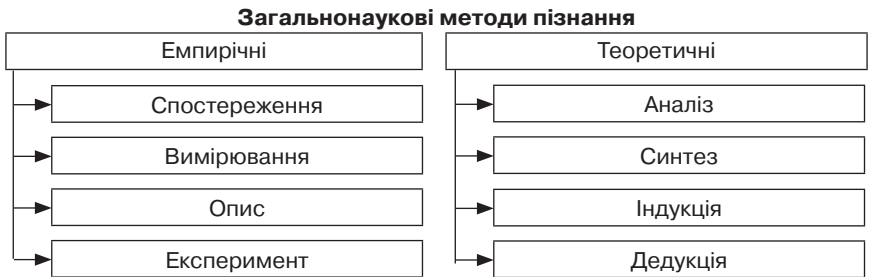 Загальнонаукові методи пізнання
Емпіричні
Спостереження
Вимірювання
Опис
Експеримент
Теоретичні
Аналіз
Синтез
Індукція
Дедукція